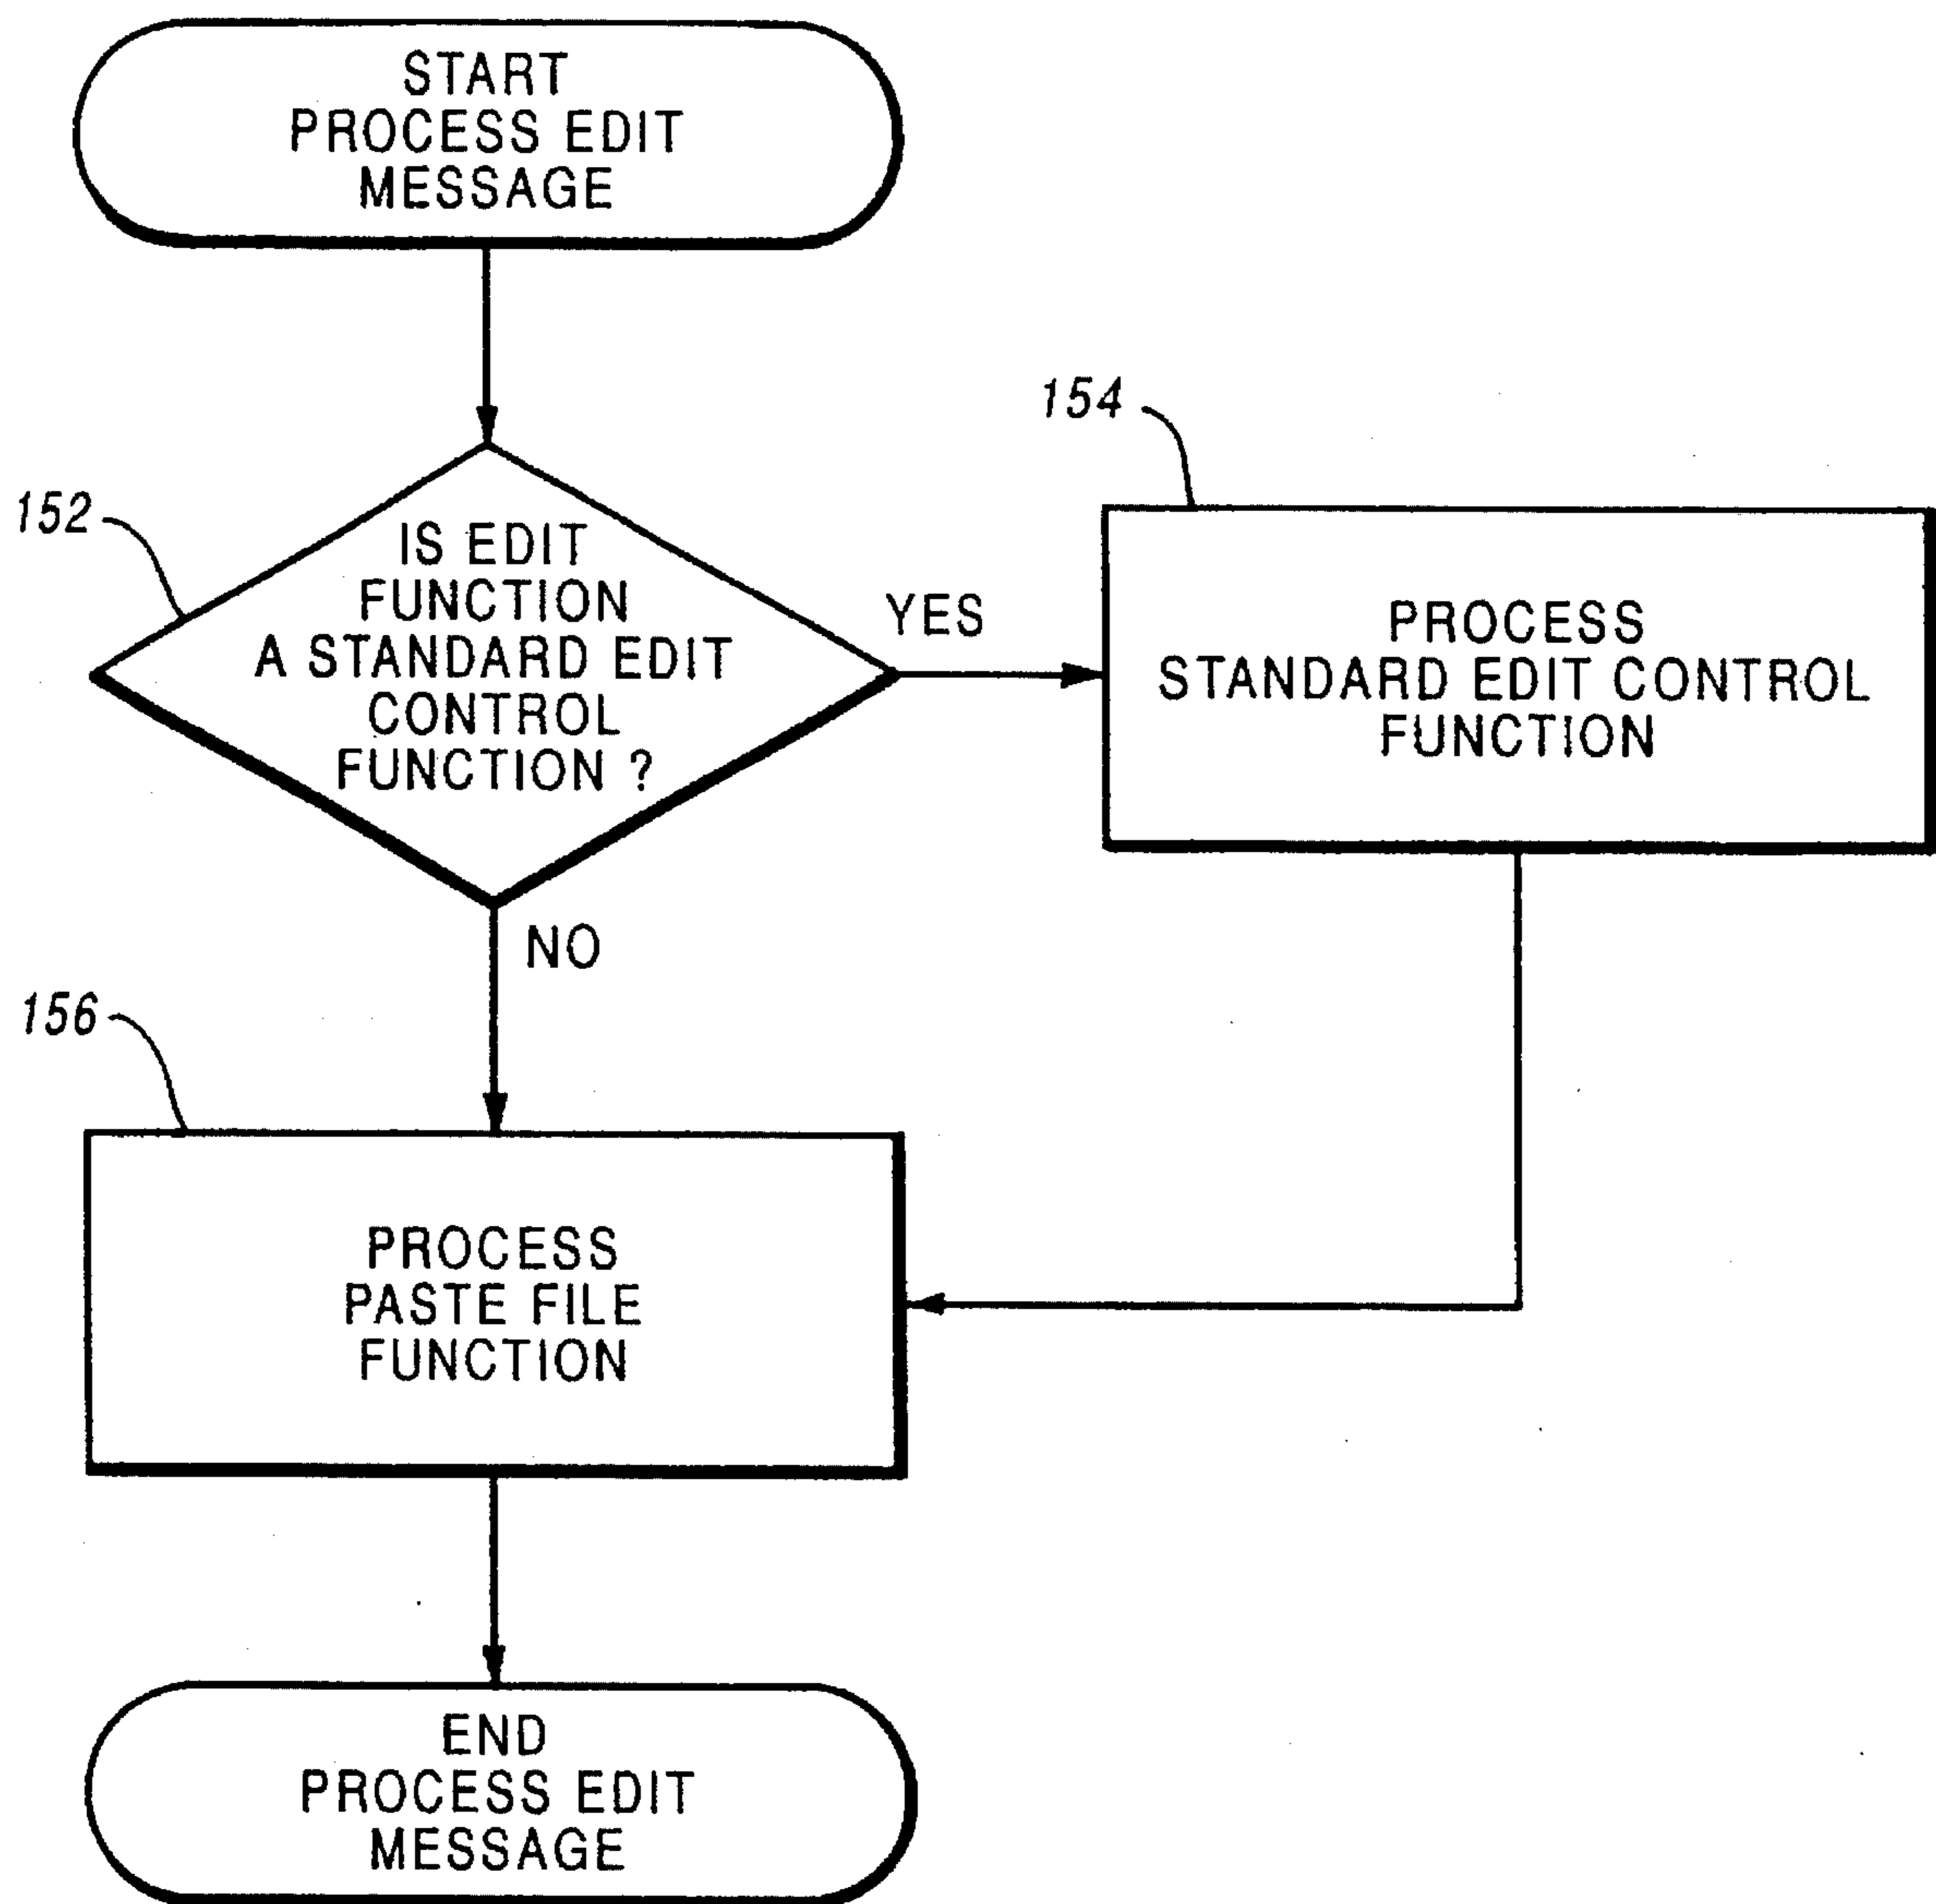 START
PROCESS EDIT
MESSAGE
154
152
IS EDIT
FUNCTION
A STANDARD EDIT
CONTROL
FUNCTION ?
YES
PROCESS
STANDARD EDIT CONTROL
FUNCTION
NO
156
PROCESS
PASTE FILE
FUNCTION
END
PROCESS EDIT
MESSAGE